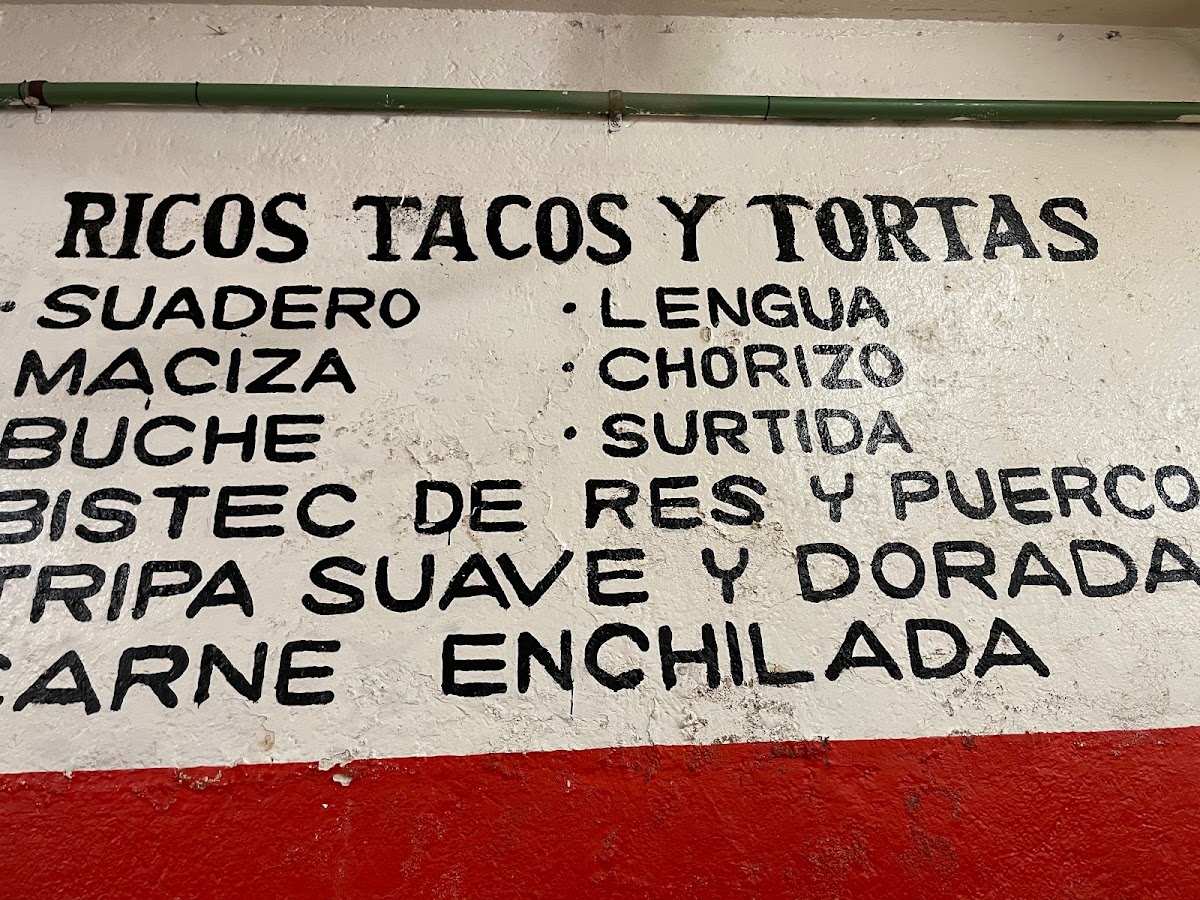 RICOS TACOS Y TORTAS
· SUADERO · LENGUA
MACIZA · CHORIZO
BUCHE · SURTIDA
BISTEC DE RES Y PUERCO
TRIPA SUAVE Y DORADA
CARNE ENCHILADA